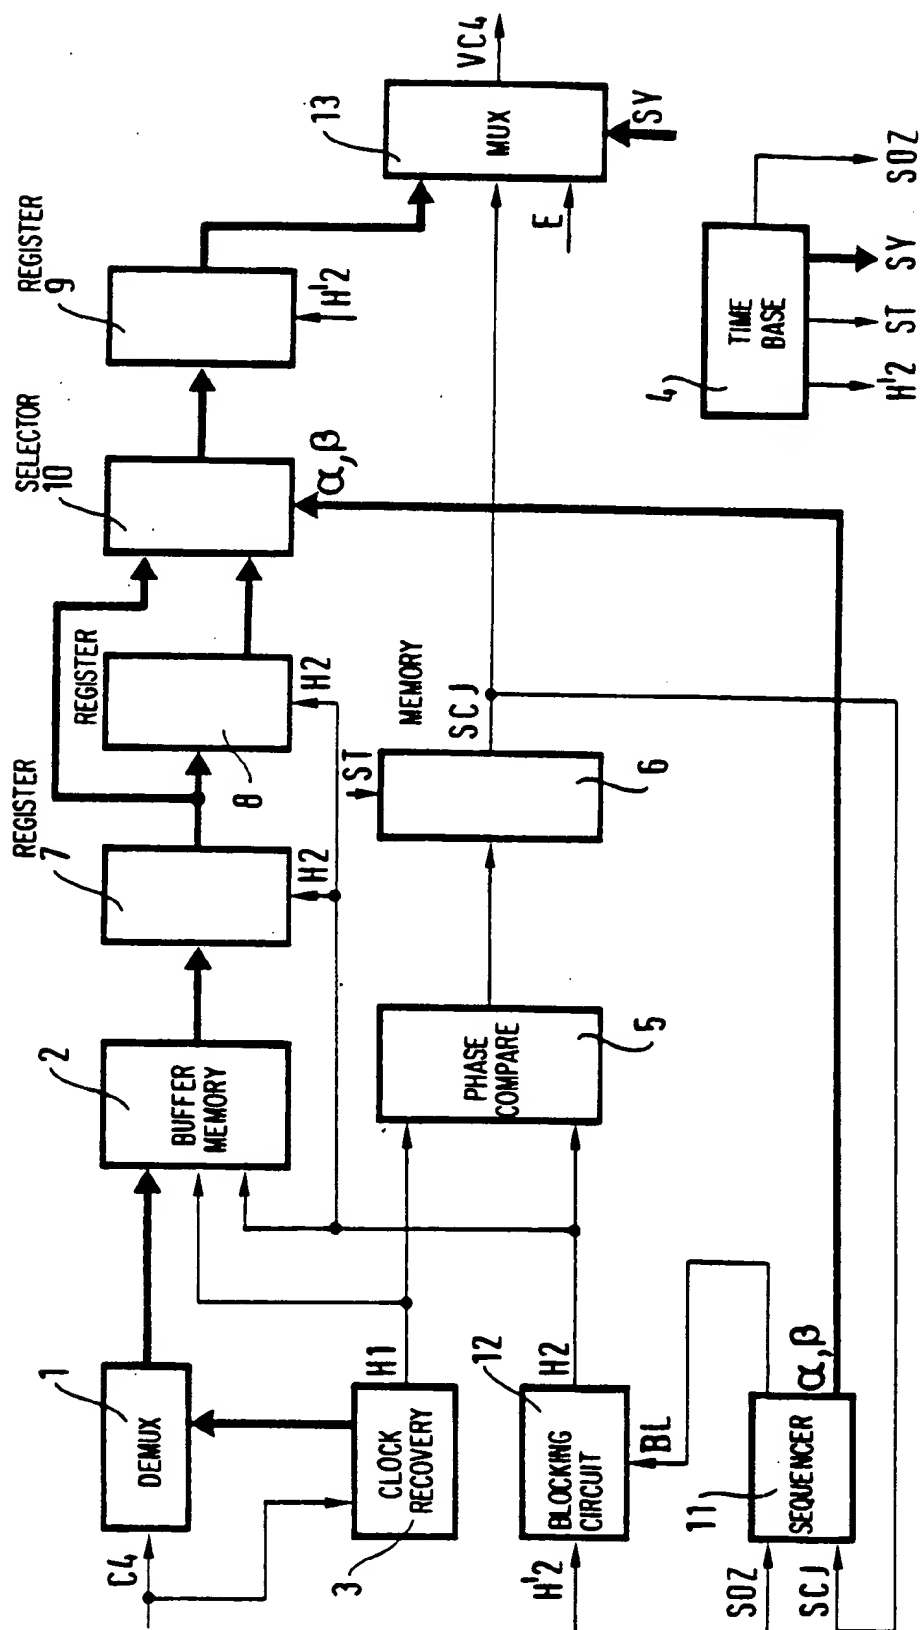 C4
1
DEMUX
CLOCK
RECOVERY
3
H1
2
BUFFER
MEMORY
REGISTER
7
H2
REGISTER
8
H2
SELECTOR
10
α,β
REGISTER
9
H'2
13
MUX
VC4
SY
E
H'2
12
BLOCKING
CIRCUIT
H2
BL
PHASE
COMPARE
5
ST
MEMORY
SCJ
6
SOZ
SCJ
11
SEQUENCER
α,β
4
TIME
BASE
H'2
ST
SY
SOZ